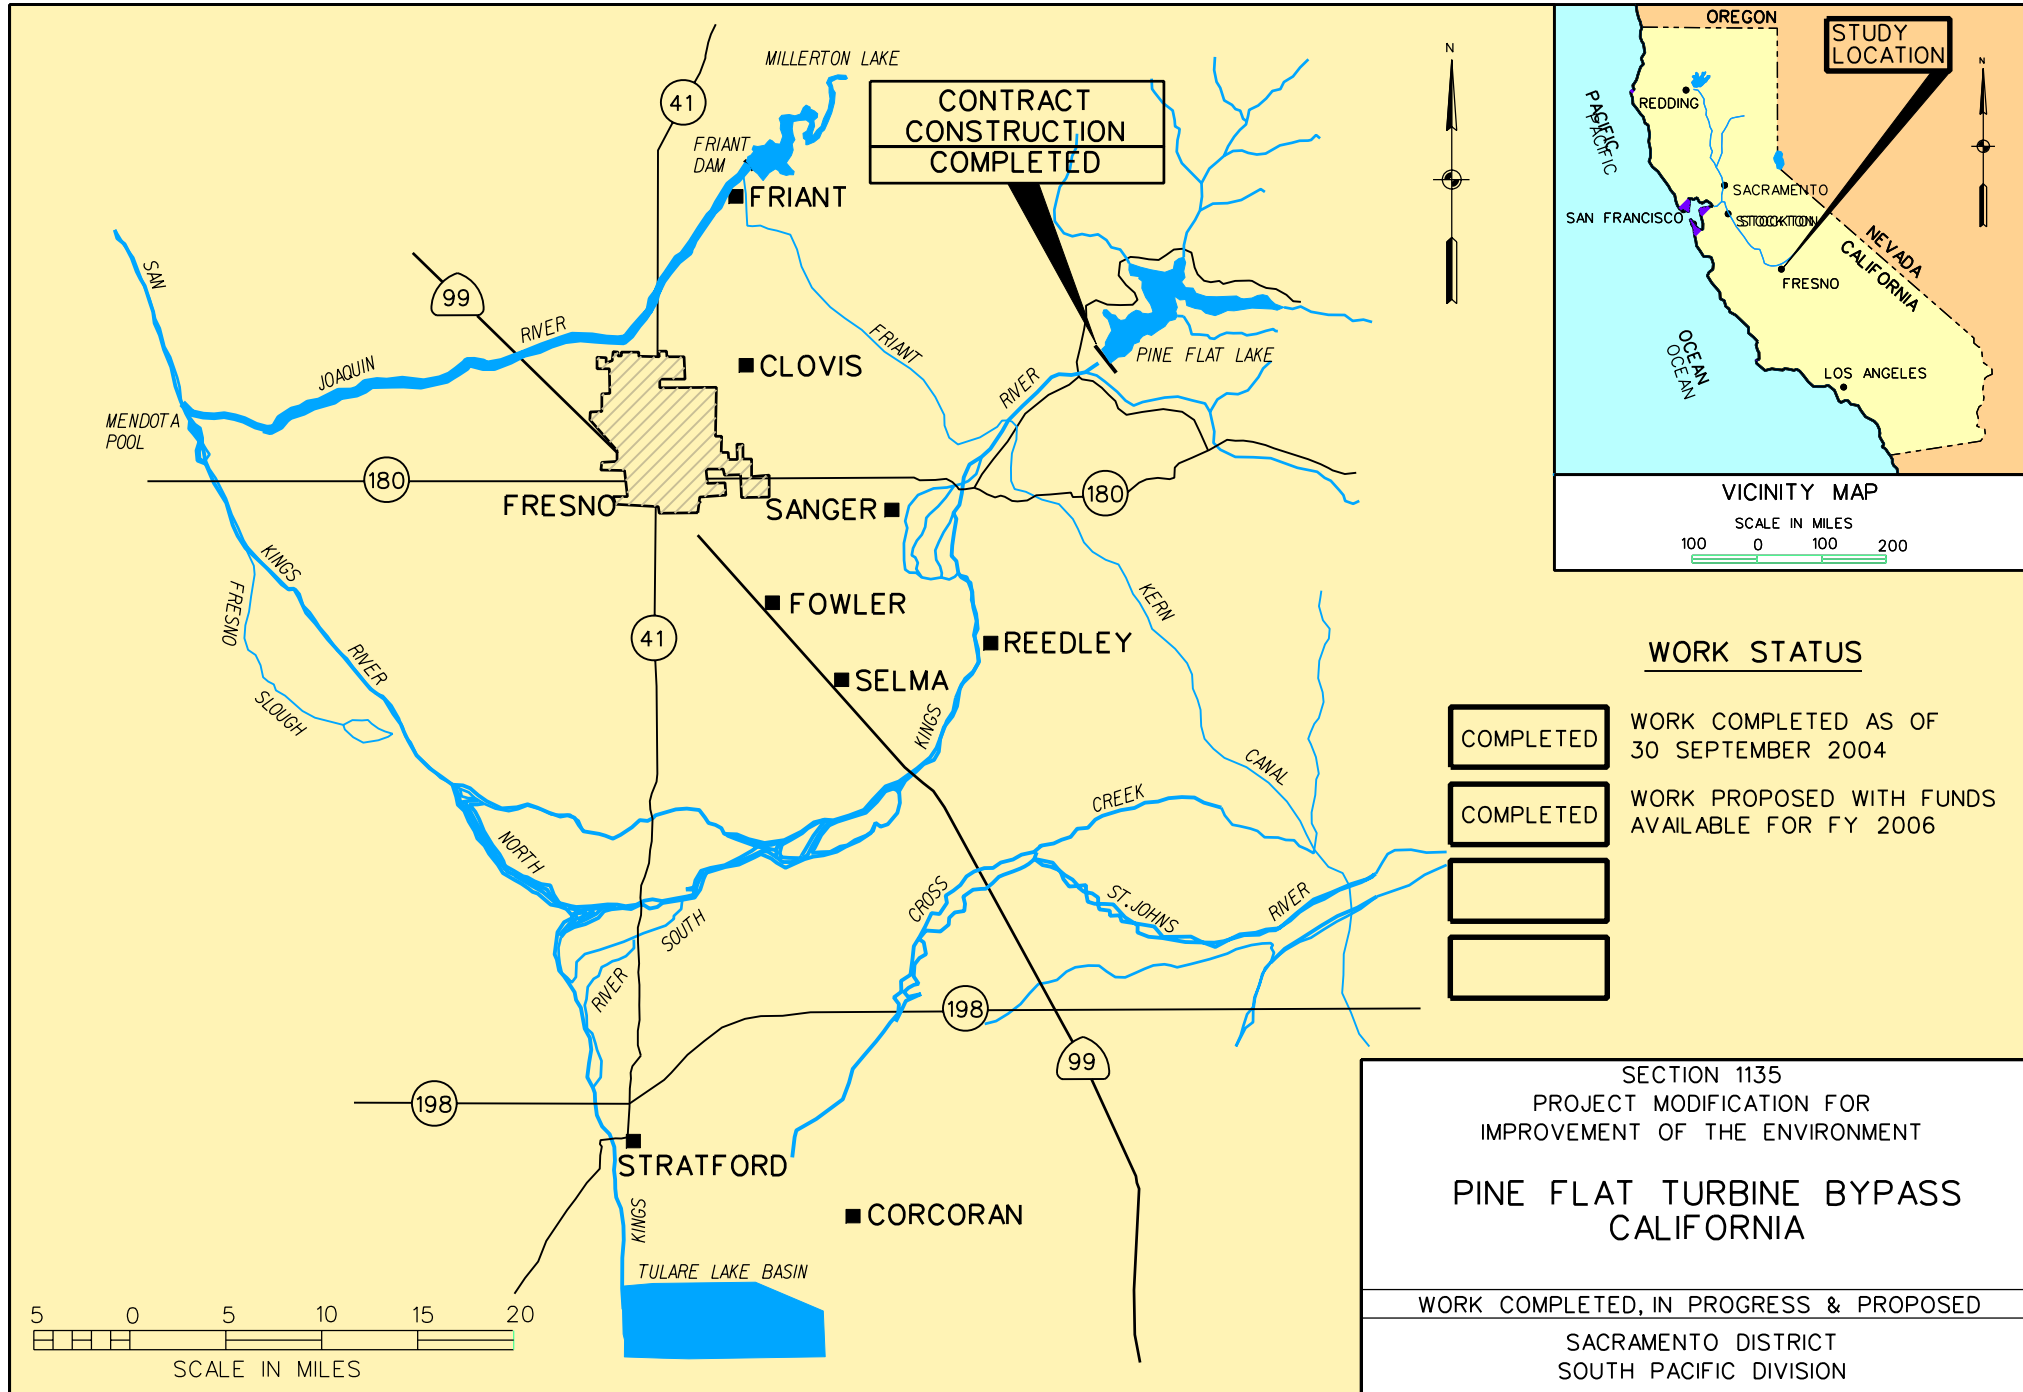 MILLERTON LAKE
41
FRIANT
DAM
FRIANT
CONTRACT
CONSTRUCTION
COMPLETED
N
SAN
99
RIVER
JOAQUIN
FRIANT
CLOVIS
PINE FLAT LAKE
RIVER
MENDOTA
POOL
180
FRESNO
SANGER
180
KINGS
FRESNO
SLOUGH
RIVER
41
FOWLER
SELMA
REEDLEY
KERN
CANAL
KINGS
CREEK
NORTH
SOUTH
RIVER
CROSS
ST.JOHNS
RIVER
198
99
198
STRATFORD
KINGS
CORCORAN
TULARE LAKE BASIN
5 0 5 10 15 20
SCALE IN MILES
OREGON
STUDY
LOCATION
N
PACIFIC
PACIFIC
REDDING
SACRAMENTO
SAN FRANCISCO
STOCKTON
NEVADA
CALIFORNIA
FRESNO
OCEAN
OCEAN
LOS ANGELES
VICINITY MAP
SCALE IN MILES
100 0 100 200
WORK STATUS
COMPLETED
WORK COMPLETED AS OF
30 SEPTEMBER 2004
COMPLETED
WORK PROPOSED WITH FUNDS
AVAILABLE FOR FY 2006
SECTION 1135
PROJECT MODIFICATION FOR
IMPROVEMENT OF THE ENVIRONMENT
PINE FLAT TURBINE BYPASS
CALIFORNIA
WORK COMPLETED, IN PROGRESS & PROPOSED
SACRAMENTO DISTRICT
SOUTH PACIFIC DIVISION